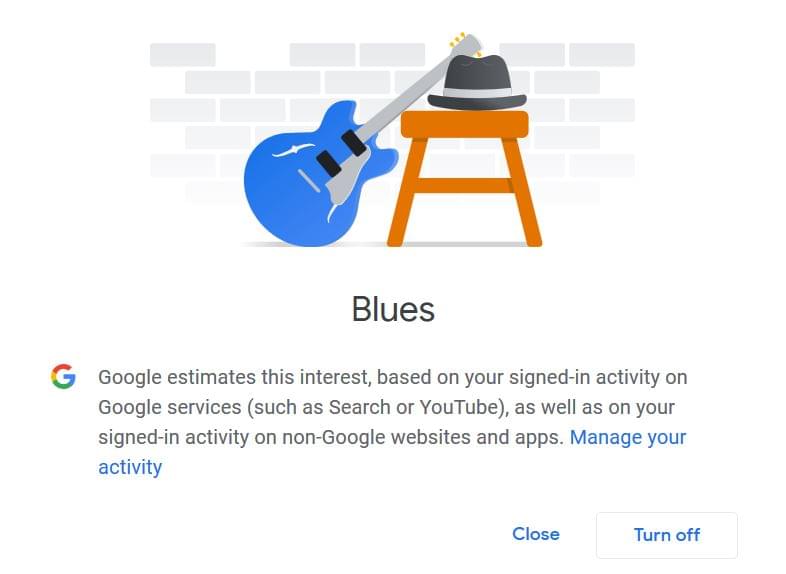 Blues
Google estimates this interest, based on your signed-in activity on
Google services (such as Search or YouTube), as well as on your
signed-in activity on non-Google websites and apps. Manage your
activity
Close
Turn off